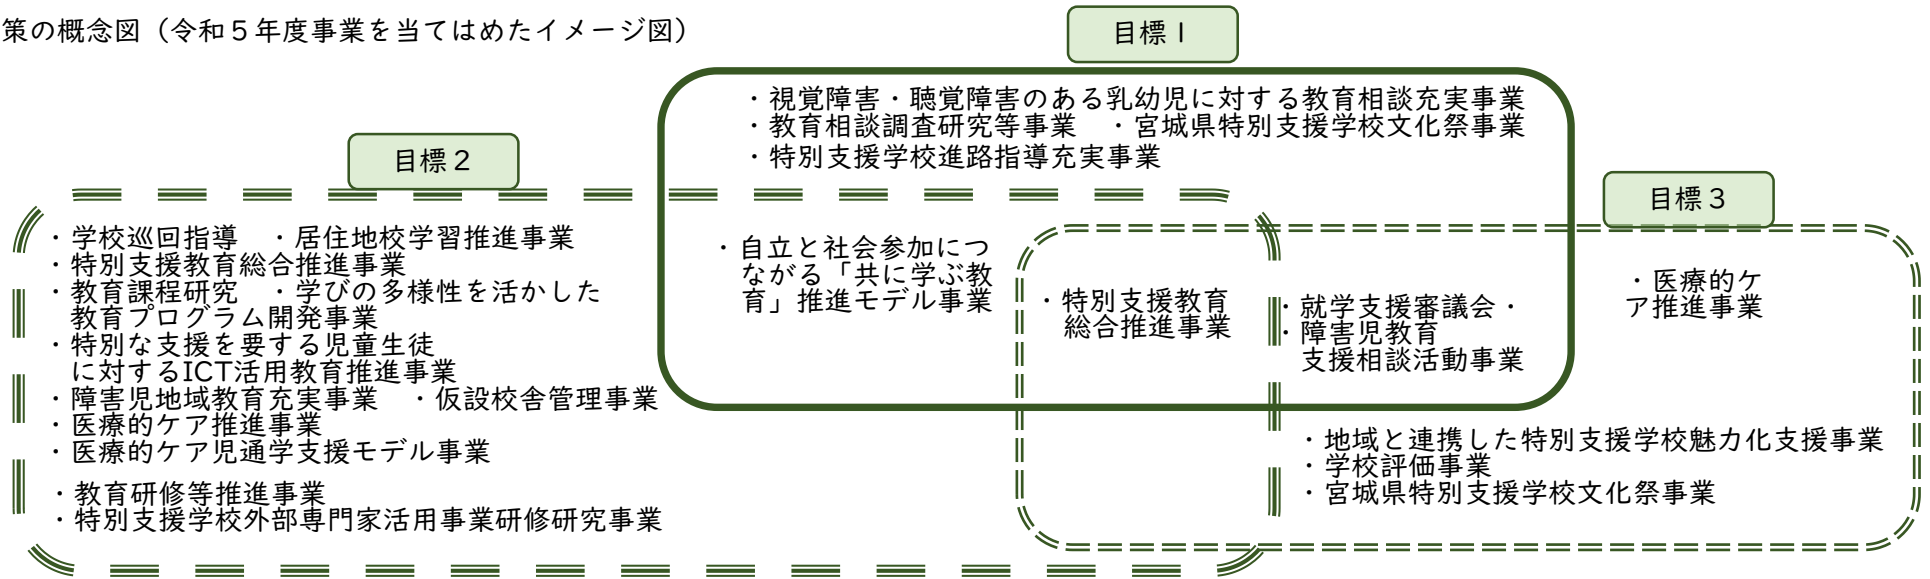 策の概念図（令和５年度事業を当てはめたイメージ図）
目標１
・視覚障害・聴覚障害のある乳幼児に対する教育相談充実事業
・教育相談調査研究等事業　・宮城県特別支援学校文化祭事業
・特別支援学校進路指導充実事業
目標２
・学校巡回指導　・居住地校学習推進事業
・特別支援教育総合推進事業
・教育課程研究　・学びの多様性を活かした
教育プログラム開発事業
・特別な支援を要する児童生徒
に対するICT活用教育推進事業
・障害児地域教育充実事業　・仮設校舎管理事業
・医療的ケア推進事業
・医療的ケア児通学支援モデル事業
・教育研修等推進事業
・特別支援学校外部専門家活用事業研修研究事業
・自立と社会参加につ
ながる「共に学ぶ教
育」推進モデル事業
・特別支援教育
総合推進事業
・就学支援審議会・
・障害児教育
支援相談活動事業
目標３
・医療的ケ
ア推進事業
・地域と連携した特別支援学校魅力化支援事業
・学校評価事業
・宮城県特別支援学校文化祭事業